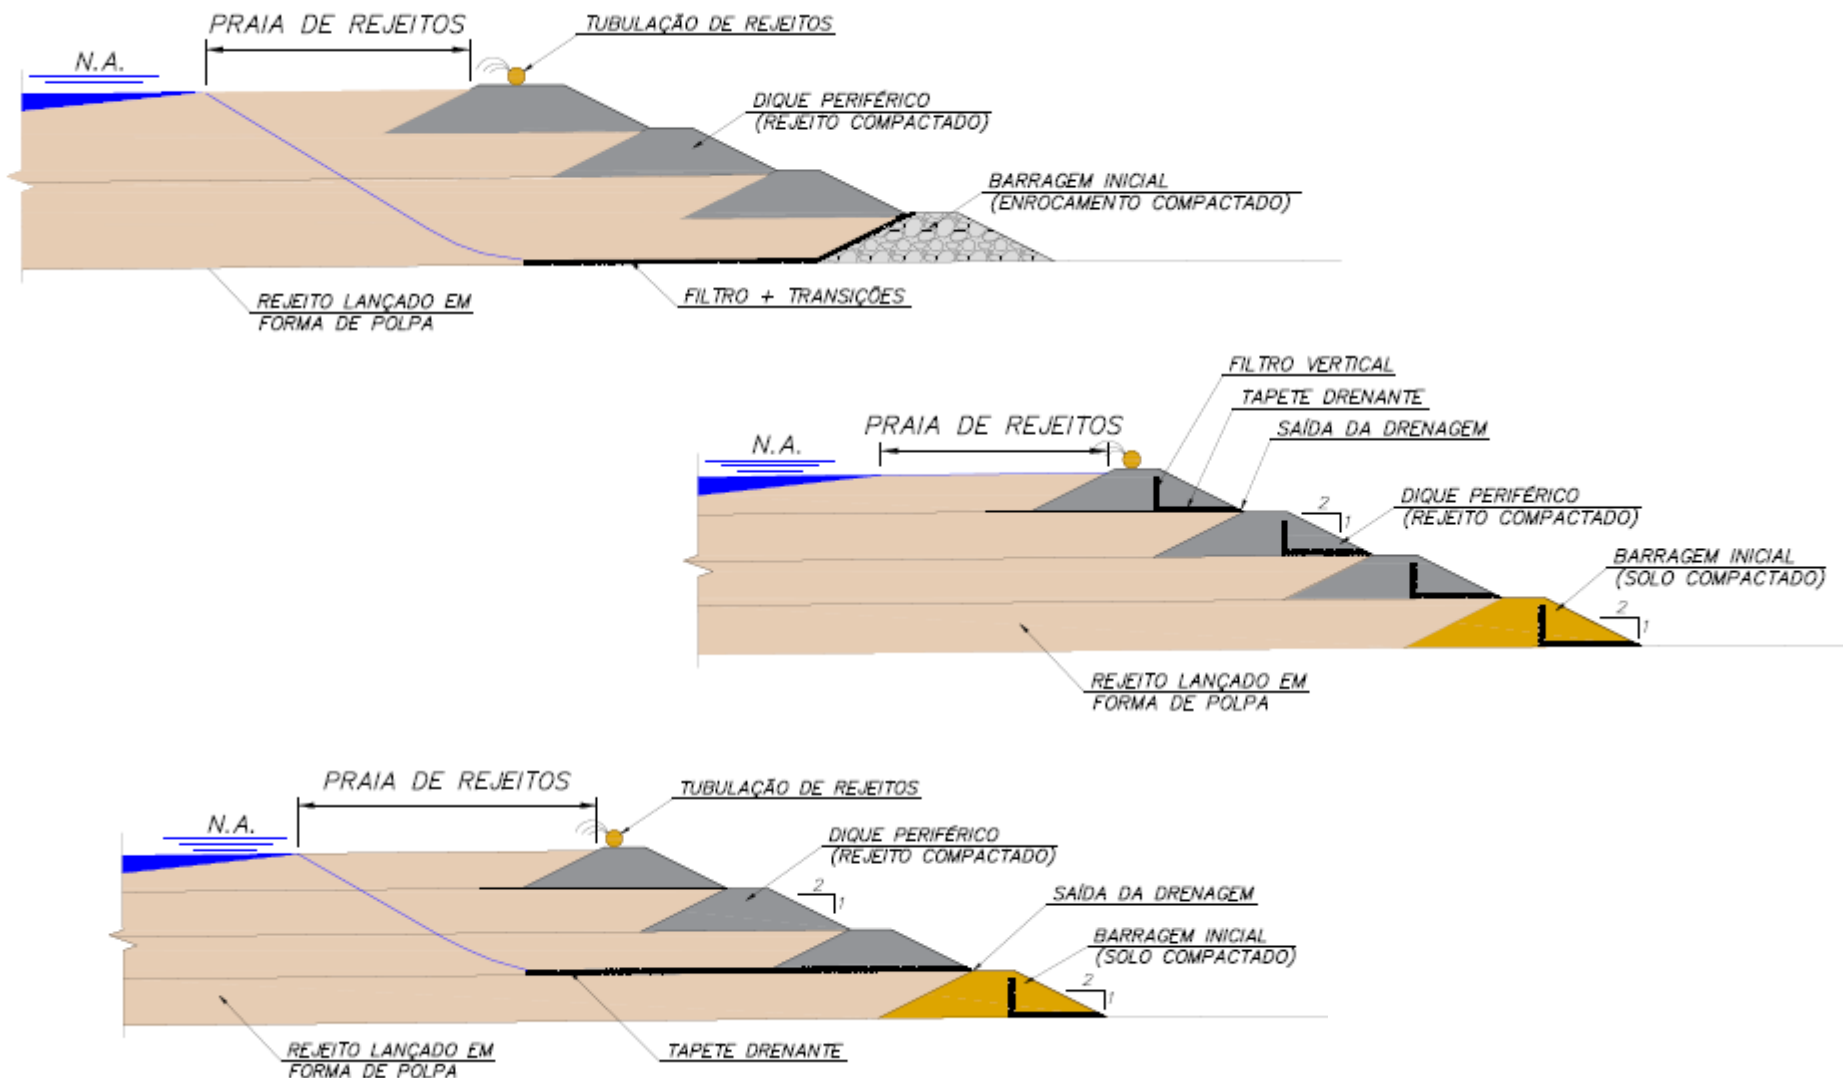 PRAIA DE REJEITOS
TUBULAÇÃO DE REJEITOS
N.A.
DIQUE PERIFÉRICO
(REJEITO COMPACTADO)
BARRAGEM INICIAL
(ENROCAMENTO COMPACTADO)
REJEITO LANÇADO EM
FORMA DE POLPA
FILTRO + TRANSIÇÕES
FILTRO VERTICAL
TAPETE DRENANTE
PRAIA DE REJEITOS
SAÍDA DA DRENAGEM
N.A.
DIQUE PERIFÉRICO
(REJEITO COMPACTADO)
2
1
BARRAGEM INICIAL
(SOLO COMPACTADO)
2
1
REJEITO LANÇADO EM
FORMA DE POLPA
PRAIA DE REJEITOS
TUBULAÇÃO DE REJEITOS
N.A.
DIQUE PERIFÉRICO
(REJEITO COMPACTADO)
2
1
SAÍDA DA DRENAGEM
BARRAGEM INICIAL
(SOLO COMPACTADO)
2
1
REJEITO LANÇADO EM
FORMA DE POLPA
TAPETE DRENANTE